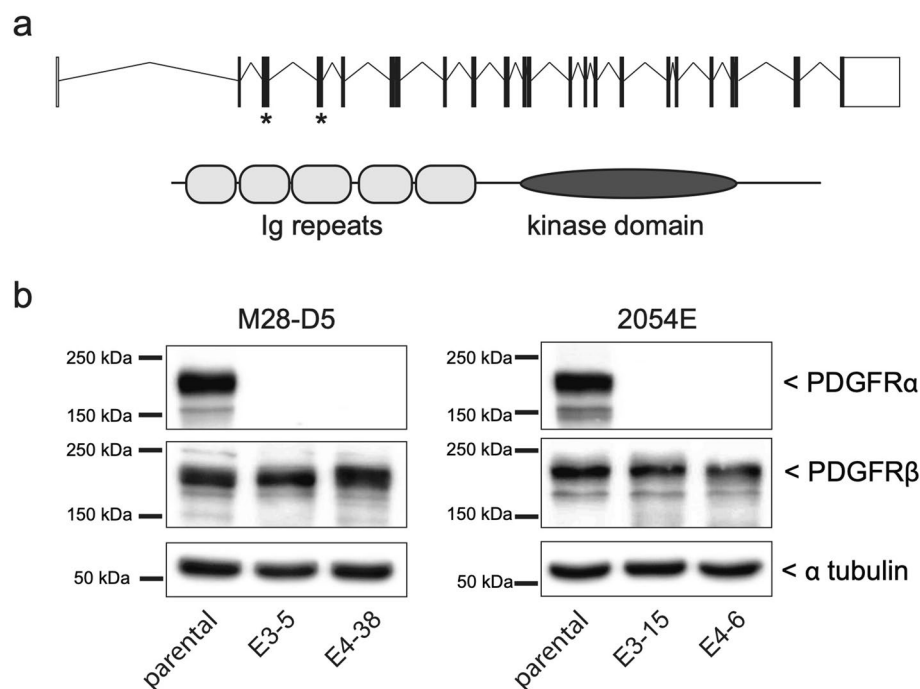 a
* *
Ig repeats kinase domain
b
M28-D5 2054E
250 kDa 250 kDa
< PDGFRα
150 kDa 150 kDa
250 kDa 250 kDa
< PDGFRβ
150 kDa 150 kDa
50 kDa 50 kDa < α tubulin
parental E3-5 E4-38 parental E3-15 E4-6